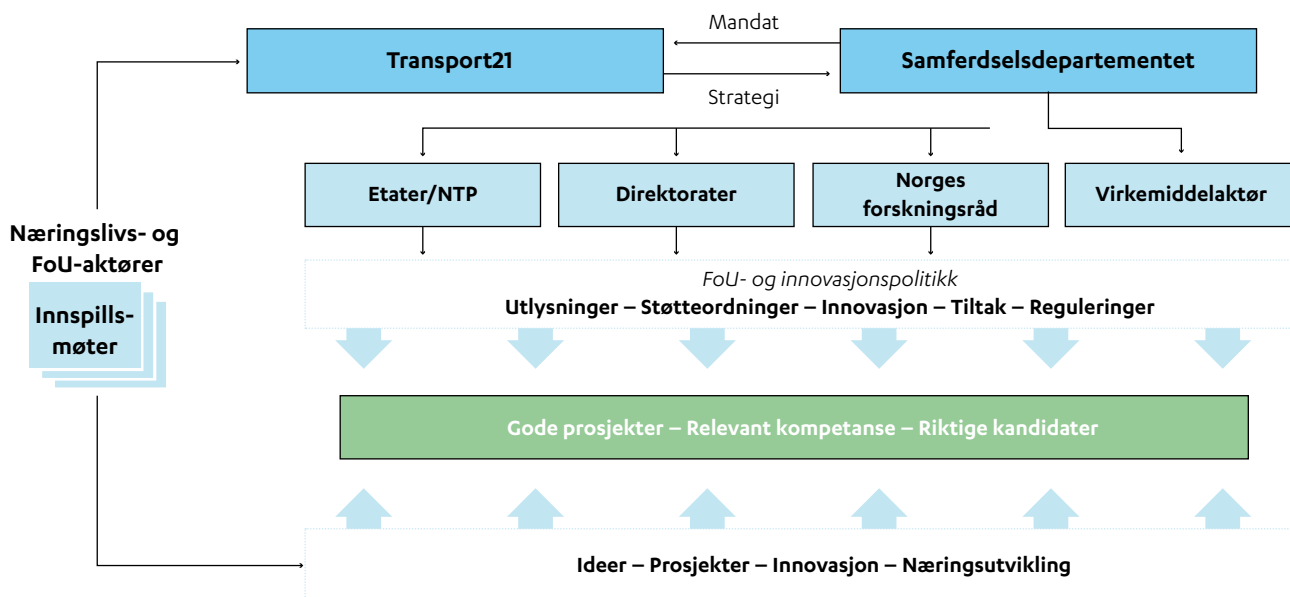 Mandat
Transport21
Samferdselsdepartementet
Strategi
Etater/NTP
Direktorater
Norges
forskningsråd
Virkemiddelaktør
Næringslivs- og
FoU-aktører
Innspills-
møter
FoU- og innovasjonspolitikk
Utlysninger – Støtteordninger – Innovasjon – Tiltak – Reguleringer
Gode prosjekter – Relevant kompetanse – Riktige kandidater
Ideer – Prosjekter – Innovasjon – Næringsutvikling